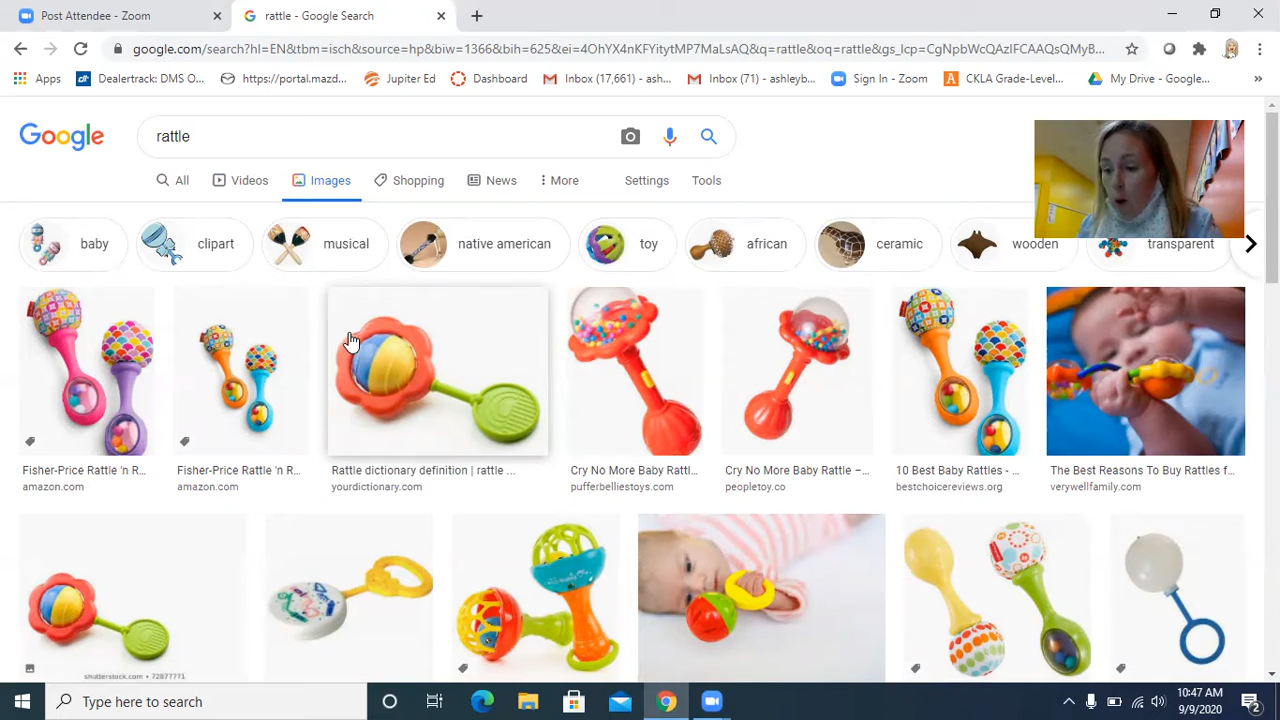 Post Attendee - Zoom
rattle - Google Search
google.com/search?hl=EN&tbm=isch&source=hp&biw=1366&bih=625&ei=4OhYX4nKFYitytMP7MaLsAQ&q=rattle&oq=rattle&gs_lcp=CgNpbWcQAzIFCAAQsQMyB...
Apps
Dealertrack: DMS O...
https://portal.mazd...
Jupiter Ed
Dashboard
Inbox (17,661) - ash...
Inbox (71) - ashleyb...
Sign In - Zoom
CKLA Grade-Level...
My Drive - Google...
Google
rattle
All
Videos
Images
Shopping
News
More
Settings
Tools
baby
clipart
musical
native american
toy
african
ceramic
wooden
transparent
Fisher-Price Rattle 'n R...
amazon.com
Fisher-Price Rattle 'n R...
amazon.com
Rattle dictionary definition | rattle ...
yourdictionary.com
Cry No More Baby Rattl...
pufferbelliestoys.com
Cry No More Baby Rattle –...
peopletoy.co
10 Best Baby Rattles - ...
bestchoicereviews.org
The Best Reasons To Buy Rattles f...
verywellfamily.com
Type here to search
10:47 AM
9/9/2020
2